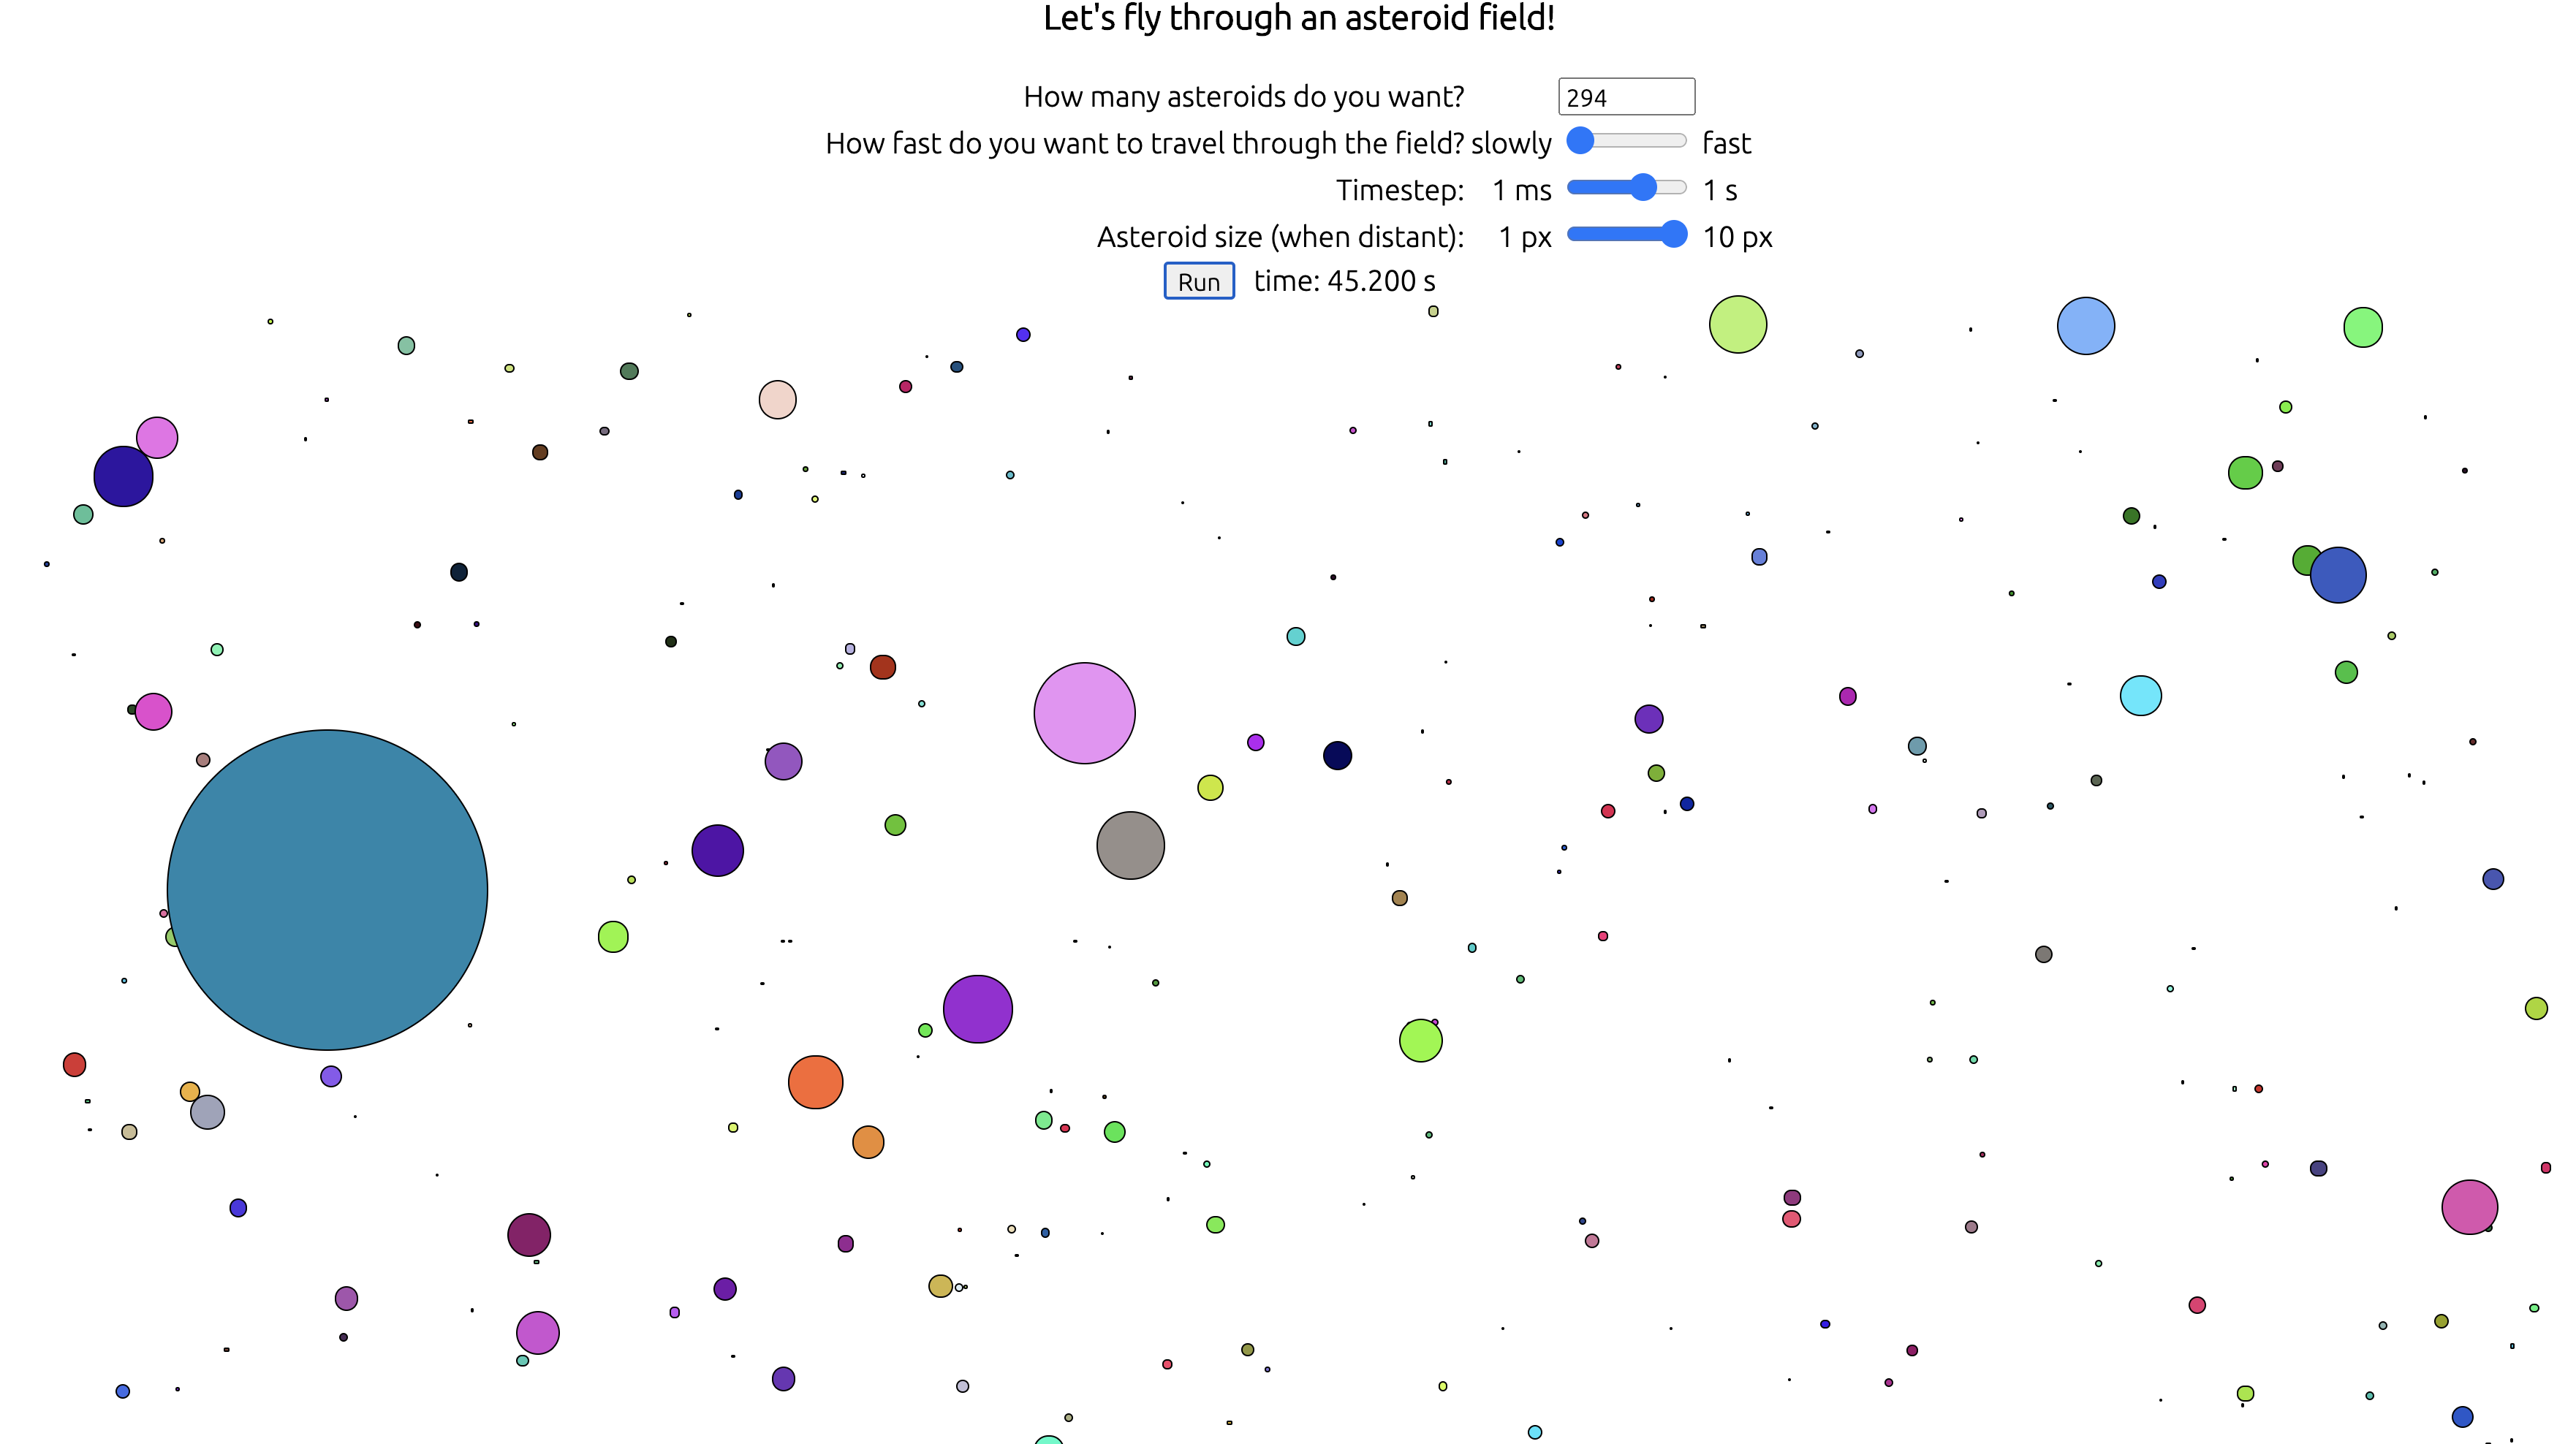 Let's fly through an asteroid field!
How many asteroids do you want? 294
How fast do you want to travel through the field? slowly fast
Timestep: 1 ms 1 s
Asteroid size (when distant): 1 px 10 px
Run time: 45.200 s